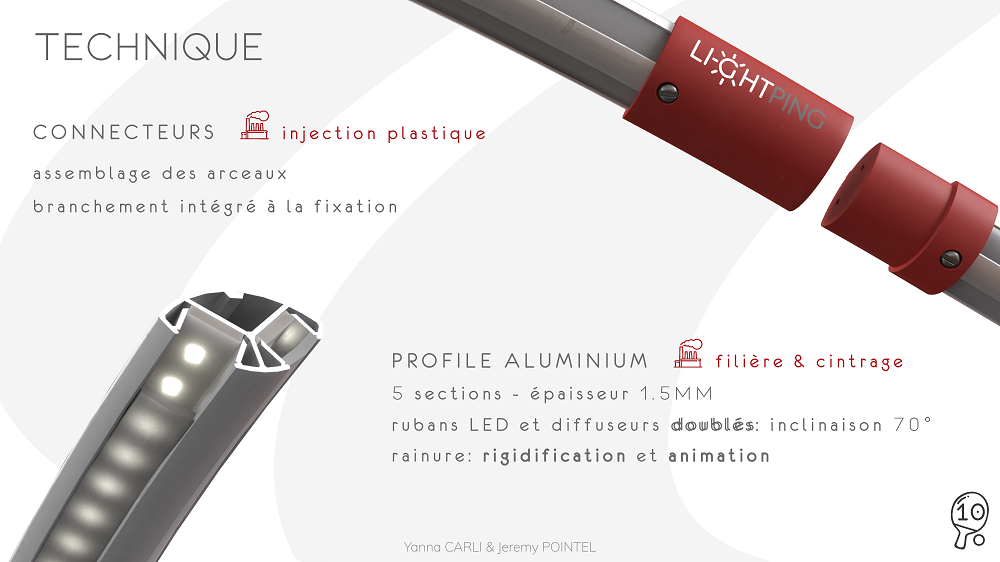 TECHNIQUE
LIGHTPING
CONNECTEURS injection plastique
assemblage des arceaux
branchement intégré à la fixation
PROFILE ALUMINIUM filière & cintrage
5 sections - épaisseur 1.5MM
rubans LED et diffuseurs doublés: inclinaison 70°
rainure: rigidification et animation
10
Yanna CARLI & Jeremy POINTEL